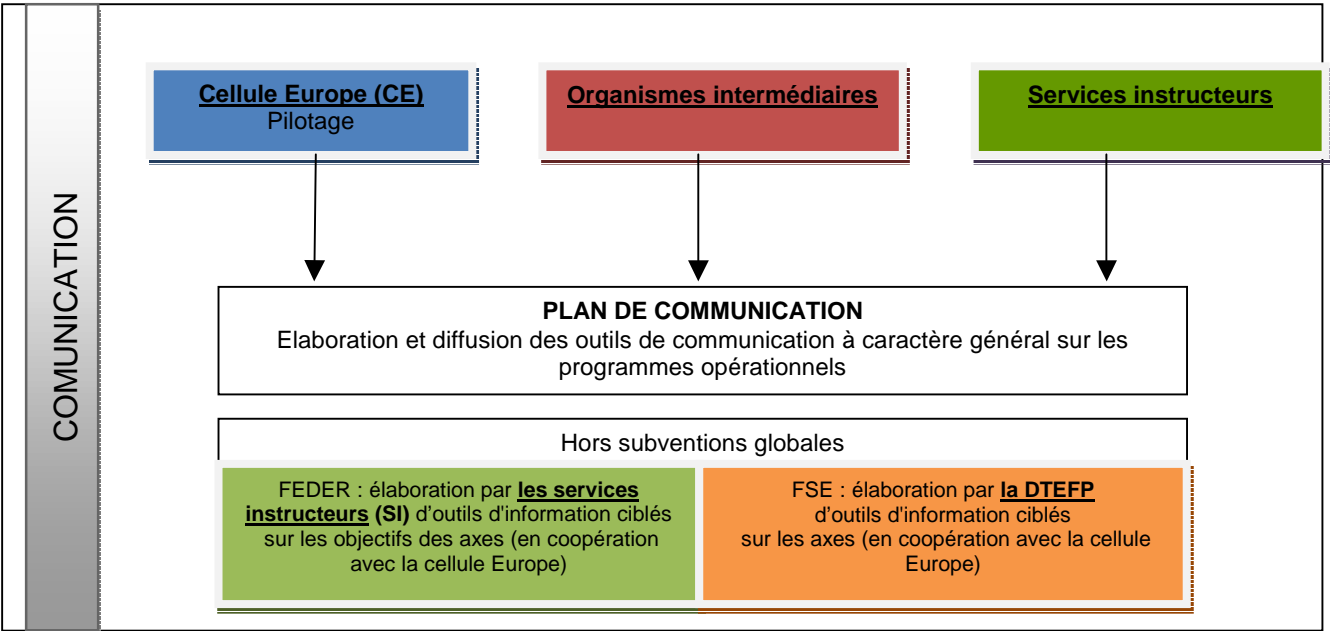 COMUNICATION
Cellule Europe (CE)
Pilotage
Organismes intermédiaires
Services instructeurs
PLAN DE COMMUNICATION
Elaboration et diffusion des outils de communication à caractère général sur les
programmes opérationnels
Hors subventions globales
FEDER : élaboration par les services
instructeurs (SI) d’outils d'information ciblés
sur les objectifs des axes (en coopération
avec la cellule Europe)
FSE : élaboration par la DTEFP
d’outils d'information ciblés
sur les axes (en coopération avec la cellule
Europe)